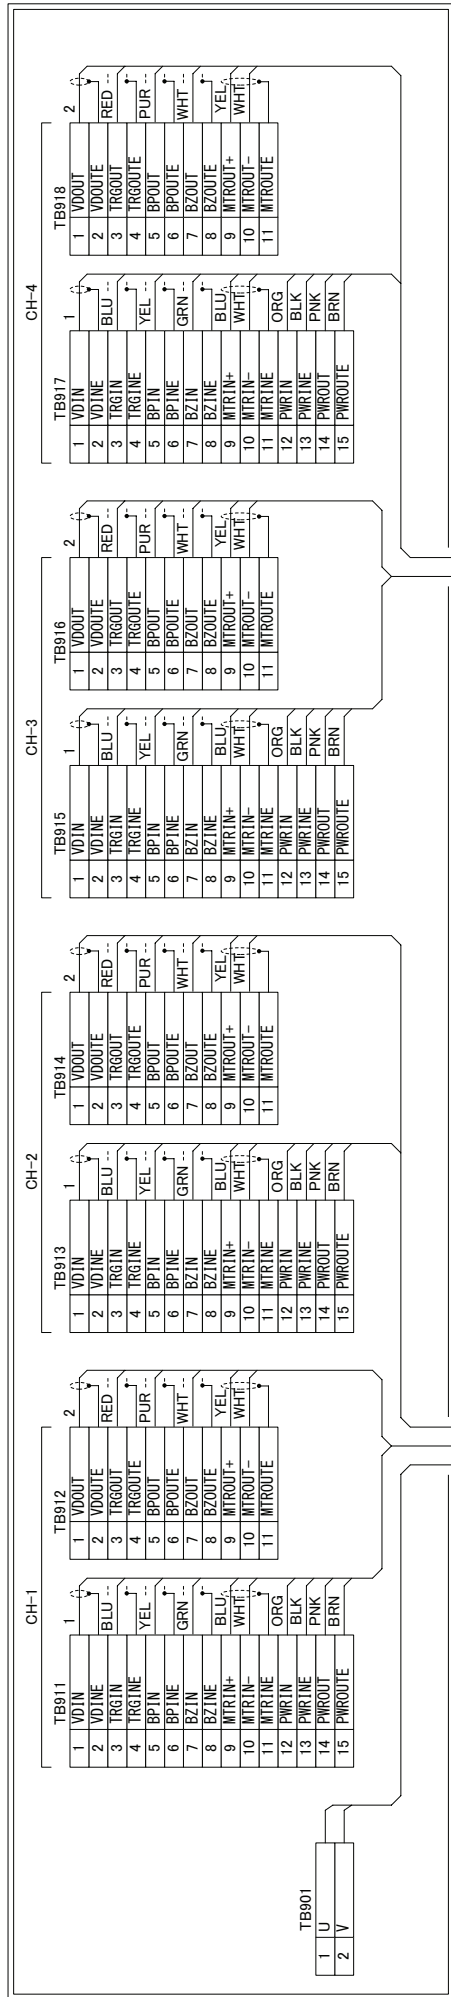 TB901
1 U
2 V
CH-1
TB911
1 VDIN
2 VDINE
3 TRGIN
4 TRGINE
5 BPIN
6 BPINE
7 BZIN
8 BZINE
9 MTRIN+
10 MTRIN-
11 MTRINE
12 PWRIN
13 PWRINE
14 PWROUT
15 PWROUTE
1
BLU
YEL
GRN
BLU
WHT
ORG
BLK
PNK
BRN
TB912
1 VDOUT
2 VDOUTE
3 TRGOUT
4 TRGOUTE
5 BPOUT
6 BPOUTE
7 BZOUT
8 BZOUTE
9 MTROUT+
10 MTROUT-
11 MTROUTE
2
RED
PUR
WHT
YEL
WHT
CH-2
TB913
1 VDIN
2 VDINE
3 TRGIN
4 TRGINE
5 BPIN
6 BPINE
7 BZIN
8 BZINE
9 MTRIN+
10 MTRIN-
11 MTRINE
12 PWRIN
13 PWRINE
14 PWROUT
15 PWROUTE
1
BLU
YEL
GRN
BLU
WHT
ORG
BLK
PNK
BRN
TB914
1 VDOUT
2 VDOUTE
3 TRGOUT
4 TRGOUTE
5 BPOUT
6 BPOUTE
7 BZOUT
8 BZOUTE
9 MTROUT+
10 MTROUT-
11 MTROUTE
2
RED
PUR
WHT
YEL
WHT
CH-3
TB915
1 VDIN
2 VDINE
3 TRGIN
4 TRGINE
5 BPIN
6 BPINE
7 BZIN
8 BZINE
9 MTRIN+
10 MTRIN-
11 MTRINE
12 PWRIN
13 PWRINE
14 PWROUT
15 PWROUTE
1
BLU
YEL
GRN
BLU
WHT
ORG
BLK
PNK
BRN
TB916
1 VDOUT
2 VDOUTE
3 TRGOUT
4 TRGOUTE
5 BPOUT
6 BPOUTE
7 BZOUT
8 BZOUTE
9 MTROUT+
10 MTROUT-
11 MTROUTE
2
RED
PUR
WHT
YEL
WHT
CH-4
TB917
1 VDIN
2 VDINE
3 TRGIN
4 TRGINE
5 BPIN
6 BPINE
7 BZIN
8 BZINE
9 MTRIN+
10 MTRIN-
11 MTRINE
12 PWRIN
13 PWRINE
14 PWROUT
15 PWROUTE
1
BLU
YEL
GRN
BLU
WHT
ORG
BLK
PNK
BRN
TB918
1 VDOUT
2 VDOUTE
3 TRGOUT
4 TRGOUTE
5 BPOUT
6 BPOUTE
7 BZOUT
8 BZOUTE
9 MTROUT+
10 MTROUT-
11 MTROUTE
2
RED
PUR
WHT
YEL
WHT